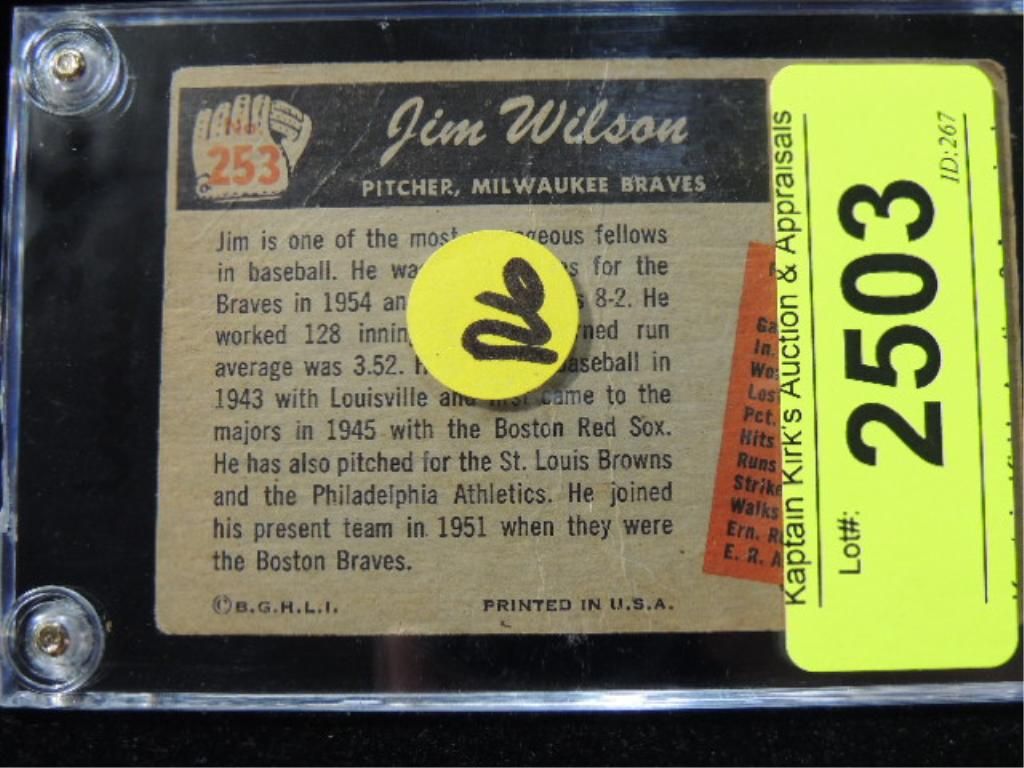 No.
253
Jim Wilson
PITCHER, MILWAUKEE BRAVES
Jim is one of the most geous fellows
in baseball. He for the
Braves in 1954 8-2. He
worked 128 run
average was 3.52. in
1943 with Louisville and first came to the
majors in 1945 with the Boston Red Sox.
He has also pitched for the St. Louis Browns
and the Philadelphia Athletics. He joined
his present team in 1951 when they were
the Boston Braves.
©B.G.H.L.I.
PRINTED IN U.S.A.
Pct.
Hits
Runs
Walks
Ern.
E. R. A
Kaptain Kirk's Auction & Appraisals
Lot#:
2503
ID:267